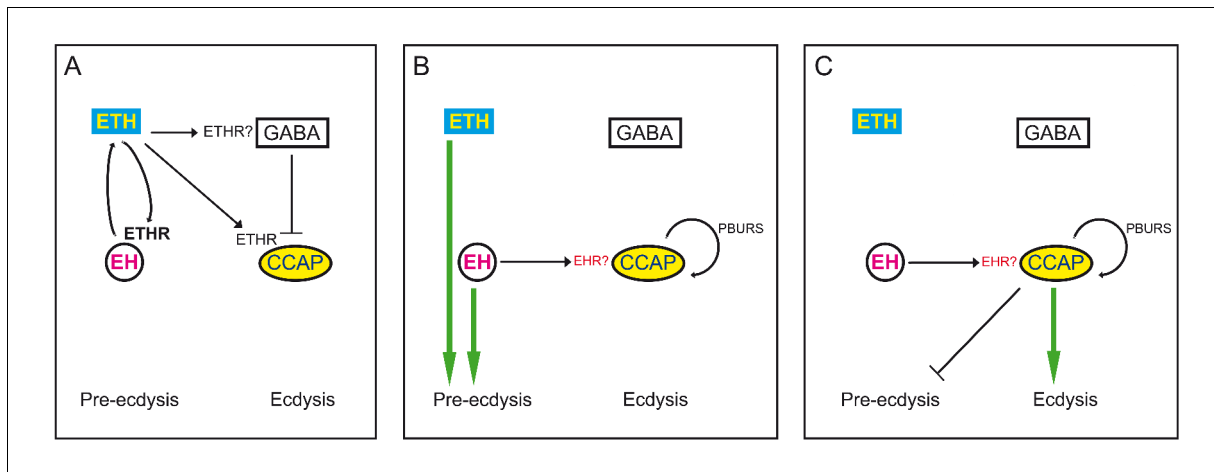 A
ETH
ETHR?
GABA
ETHR
ETHR
EH
CCAP
Pre-ecdysis
Ecdysis
B
ETH
GABA
PBURS
EH
EHR?
CCAP
Pre-ecdysis
Ecdysis
C
ETH
GABA
PBURS
EH
EHR?
CCAP
Pre-ecdysis
Ecdysis